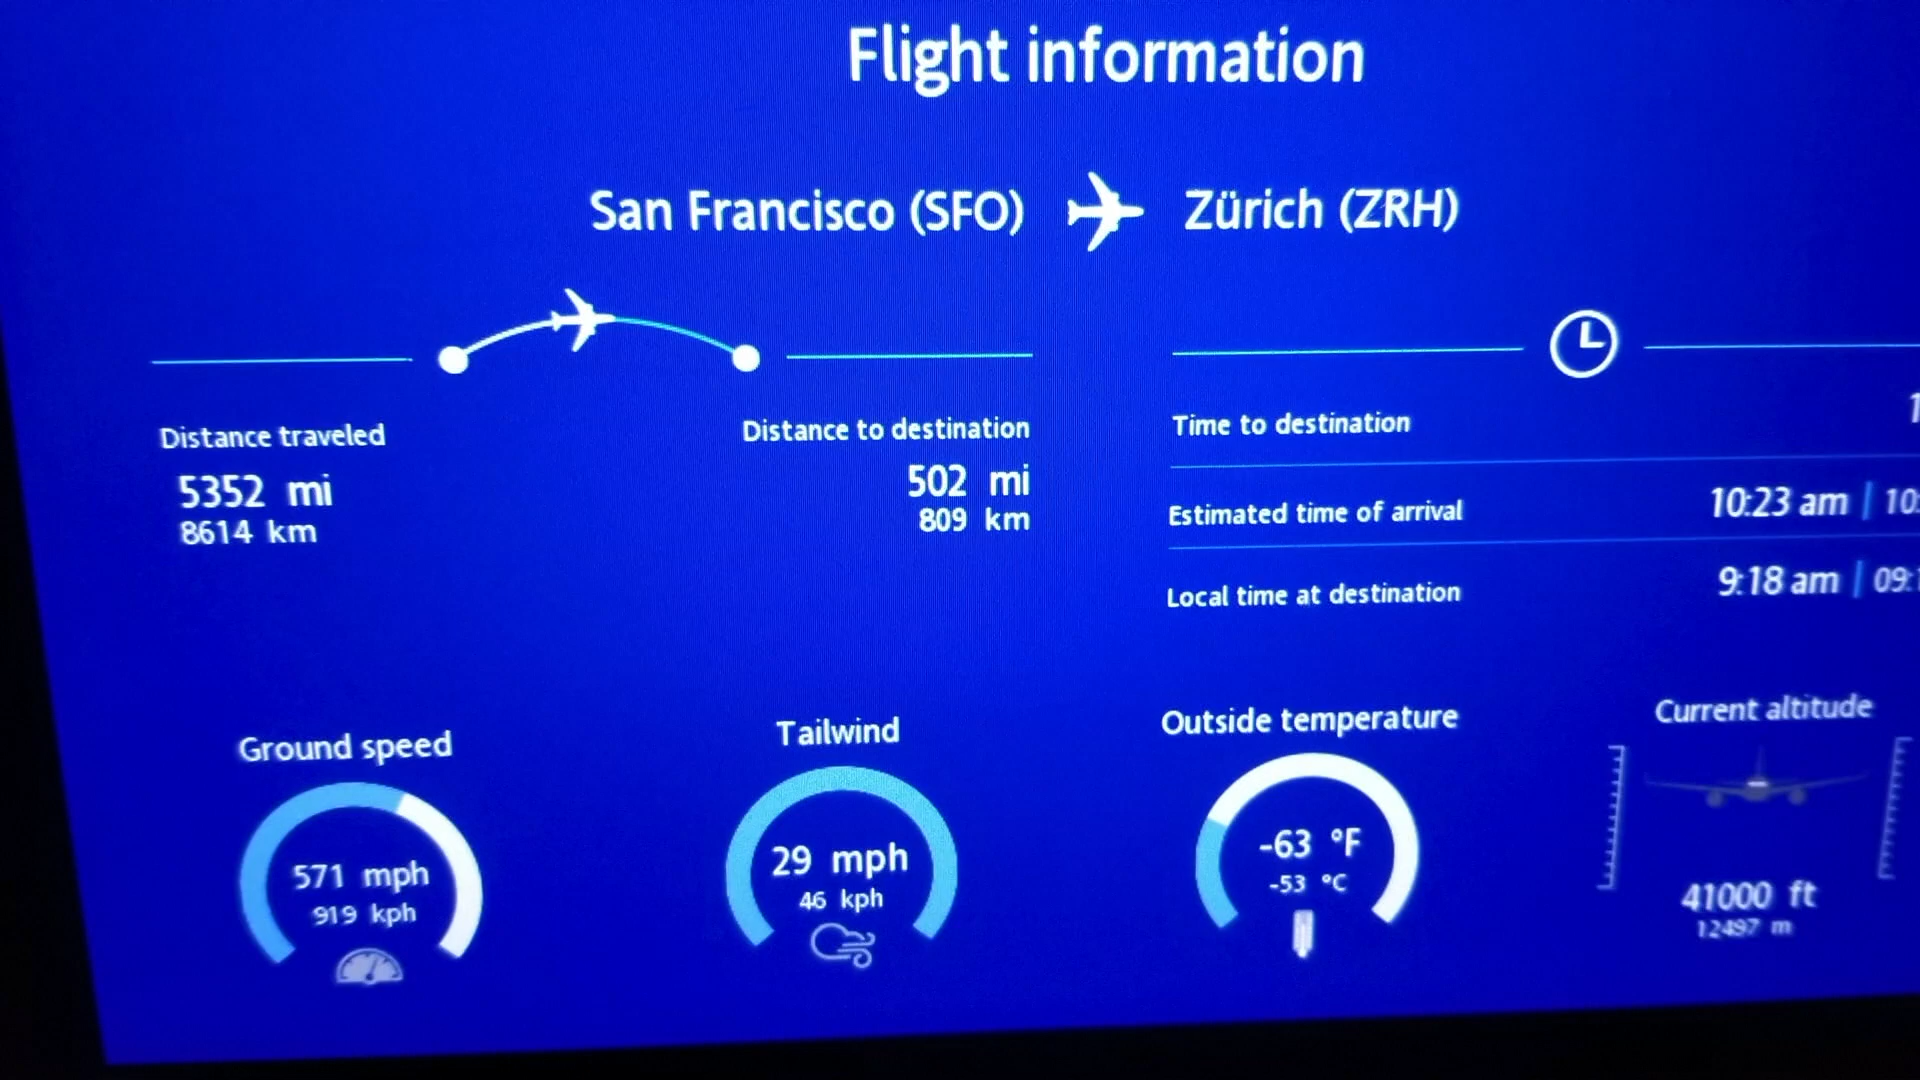 Flight information
San Francisco (SFO) Zürich (ZRH)
Distance traveled
5352 mi
8614 km
Distance to destination
502 mi
809 km
Time to destination
Estimated time of arrival 10:23 am | 10:
Local time at destination 9:18 am | 09:1
Ground speed
571 mph
919 kph
Tailwind
29 mph
46 kph
Outside temperature
-63 °F
-53 °C
Current altitude
41000 ft
12497 m